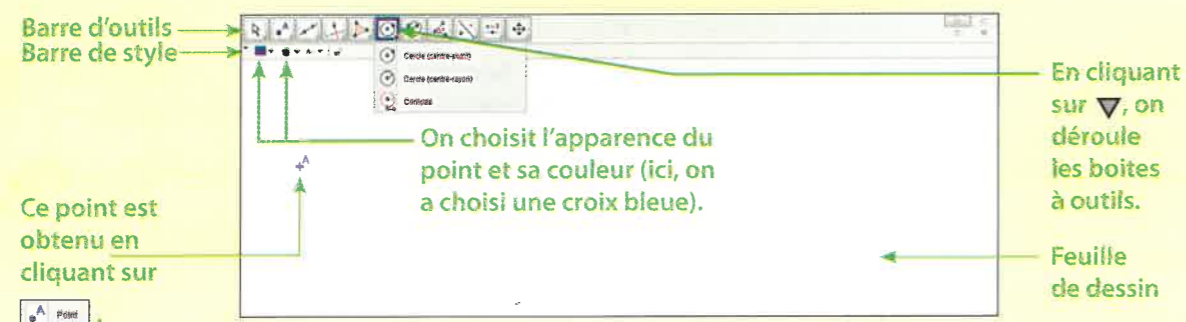 Barre d'outils
Barre de style
Cercle (centre-point)
Cercle (centre-rayon)
Compas
En cliquant
sur ▼, on
déroule
les boites
à outils.
On choisit l'apparence du
point et sa couleur (ici, on
a choisi une croix bleue).
A
Ce point est
obtenu en
cliquant sur
A Point
.
Feuille
de dessin